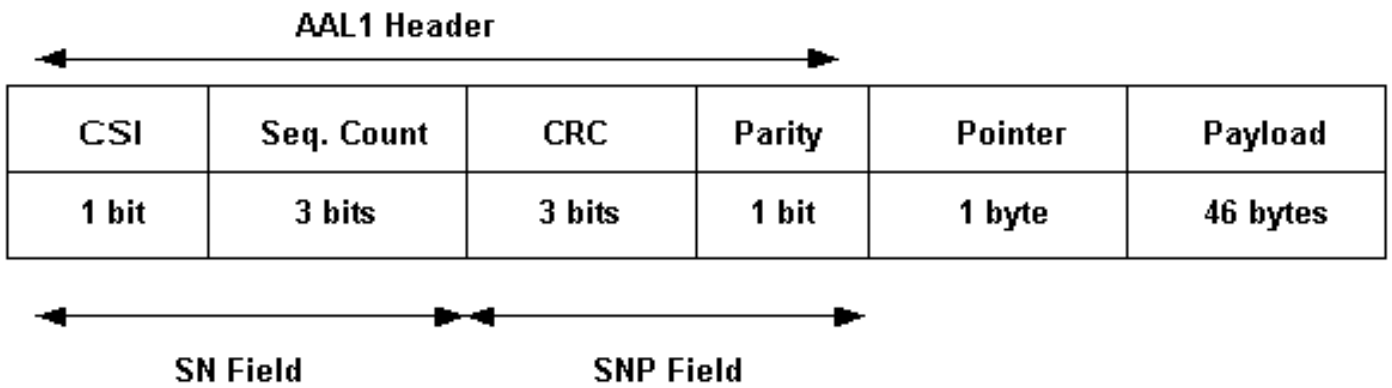 AAL1 Header
CSI Seq. Count CRC Parity Pointer Payload
1 bit 3 bits 3 bits 1 bit 1 byte 46 bytes
SN Field SNP Field